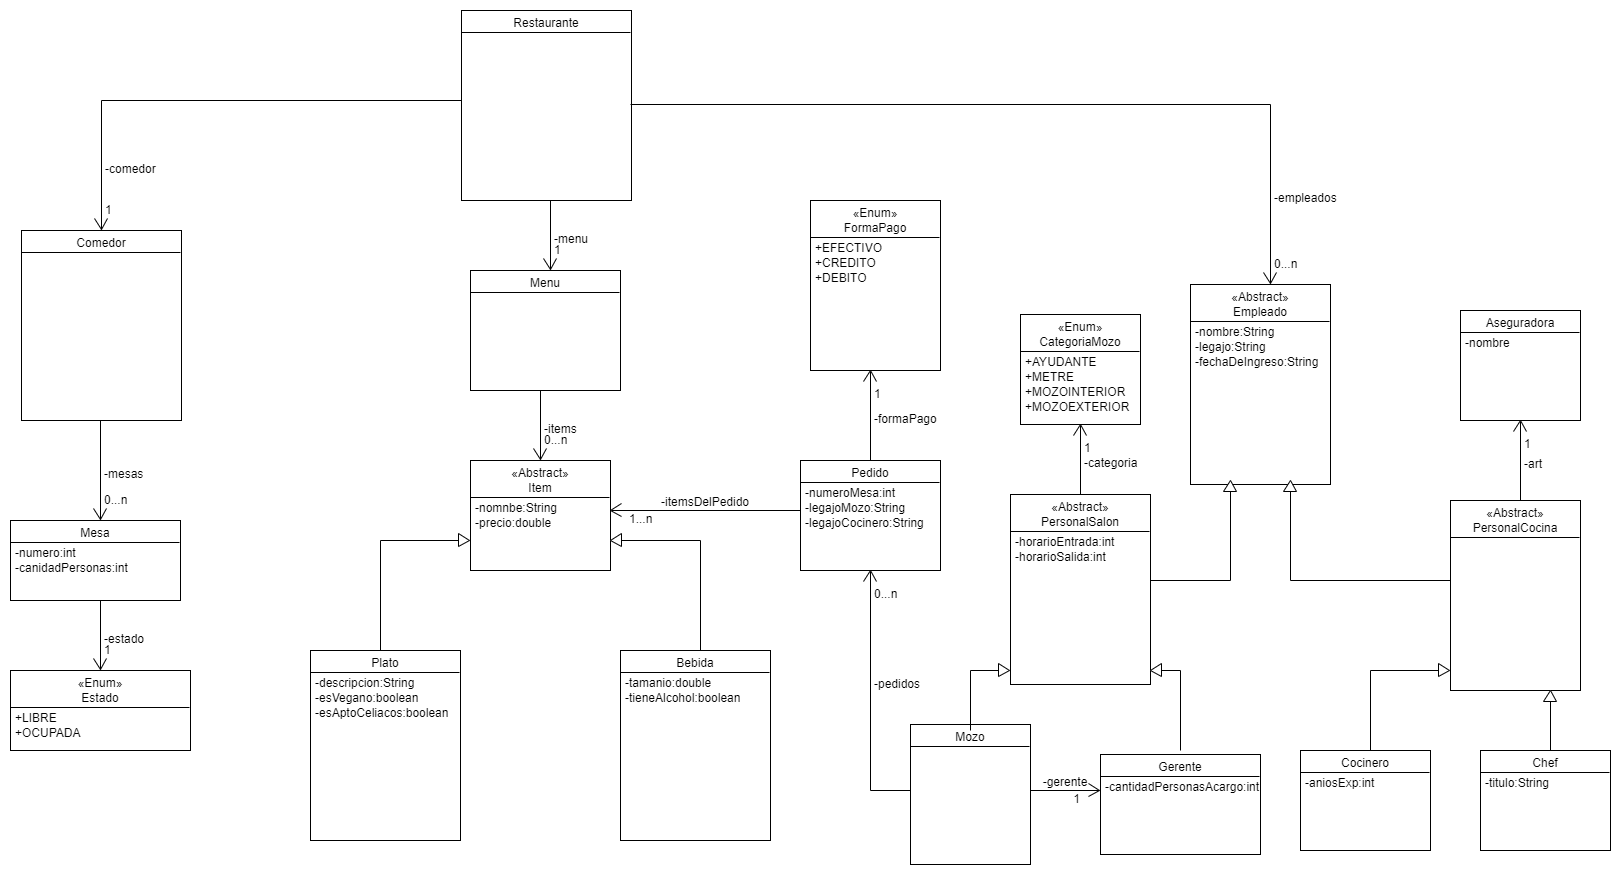 Restaurante
-comedor
1
-menu
1
-empleados
0...n
Comedor
-mesas
0...n
Mesa
-numero:int
-canidadPersonas:int
-estado
1
«Enum»
Estado
+LIBRE
+OCUPADA
Menu
-items
0...n
«Abstract»
Item
-nomnbe:String
-precio:double
Plato
-descripcion:String
-esVegano:boolean
-esAptoCeliacos:boolean
Bebida
-tamanio:double
-tieneAlcohol:boolean
-itemsDelPedido
1...n
«Enum»
FormaPago
+EFECTIVO
+CREDITO
+DEBITO
1
-formaPago
Pedido
-numeroMesa:int
-legajoMozo:String
-legajoCocinero:String
0...n
-pedidos
«Enum»
CategoriaMozo
+AYUDANTE
+METRE
+MOZOINTERIOR
+MOZOEXTERIOR
1
-categoria
«Abstract»
PersonalSalon
-horarioEntrada:int
-horarioSalida:int
Mozo
-gerente
1
Gerente
-cantidadPersonasAcargo:int
«Abstract»
Empleado
-nombre:String
-legajo:String
-fechaDeIngreso:String
Aseguradora
-nombre
1
-art
«Abstract»
PersonalCocina
Cocinero
-aniosExp:int
Chef
-titulo:String